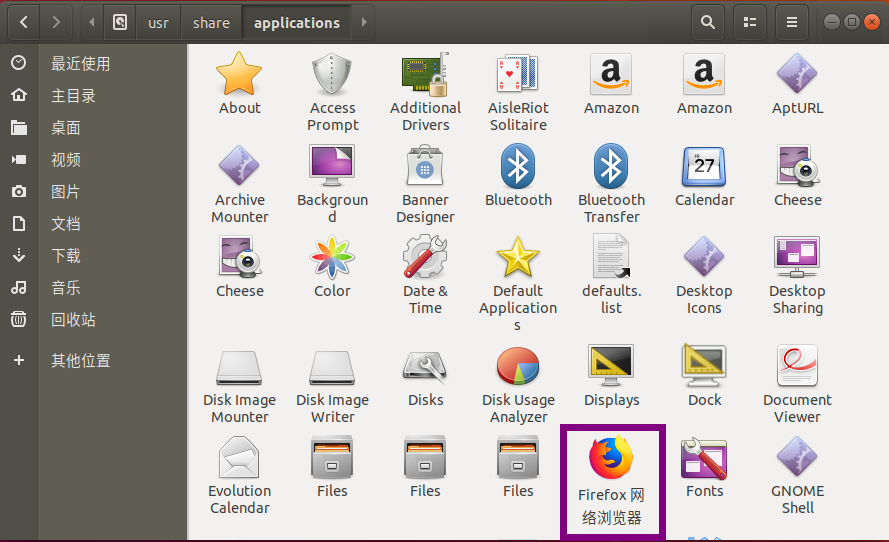 usr share applications
最近使用
主目录
桌面
视频
图片
文档
下载
音乐
回收站
其他位置
About Access Additional AisleRiot Amazon Amazon AptURL
Prompt Drivers Solitaire
27
Archive Backgroun Banner Bluetooth Bluetooth Calendar Cheese
Mounter d Designer Transfer
Cheese Color Date & Default defaults. Desktop Desktop
Time Application list Icons Sharing
s
Disk Image Disk Image Disks Disk Usage Displays Dock Document
Mounter Writer Analyzer Viewer
Evolution Files Files Files Firefox 网 Fonts GNOME
Calendar 络浏览器 Shell